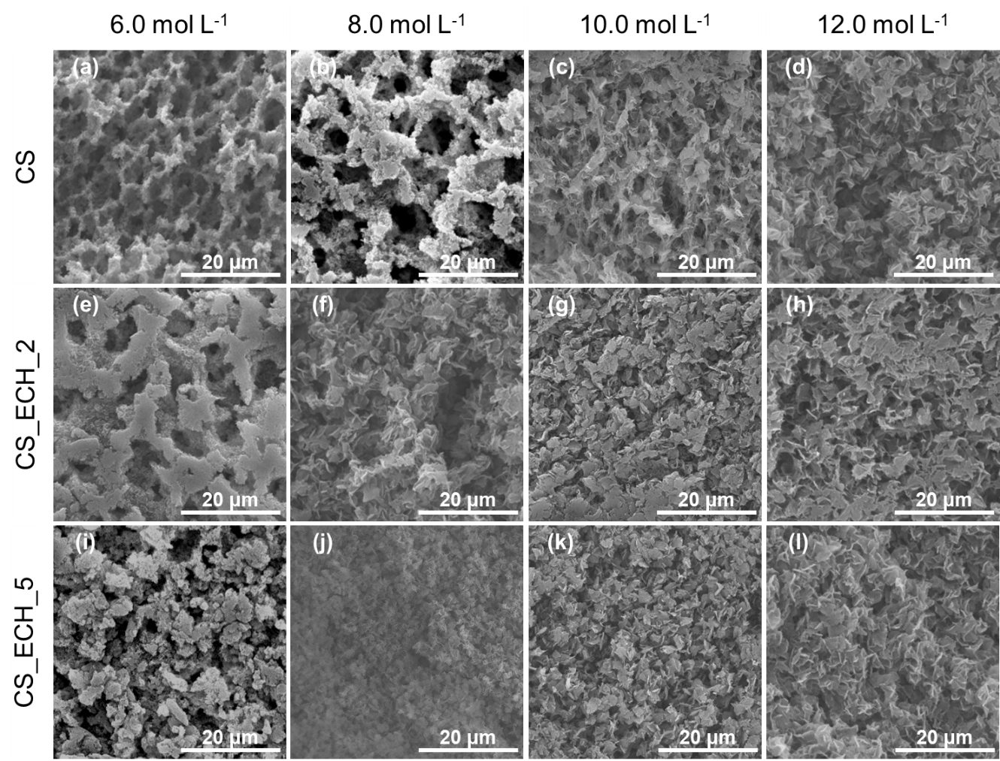 6.0 mol L-1 8.0 mol L-1 10.0 mol L-1 12.0 mol L-1
CS
(a) (b) (c) (d)
20 µm 20 µm 20 µm 20 µm
CS_ECH_2
(e) (f) (g) (h)
20 µm 20 µm 20 µm 20 µm
CS_ECH_5
(i) (j) (k) (l)
20 µm 20 µm 20 µm 20 µm